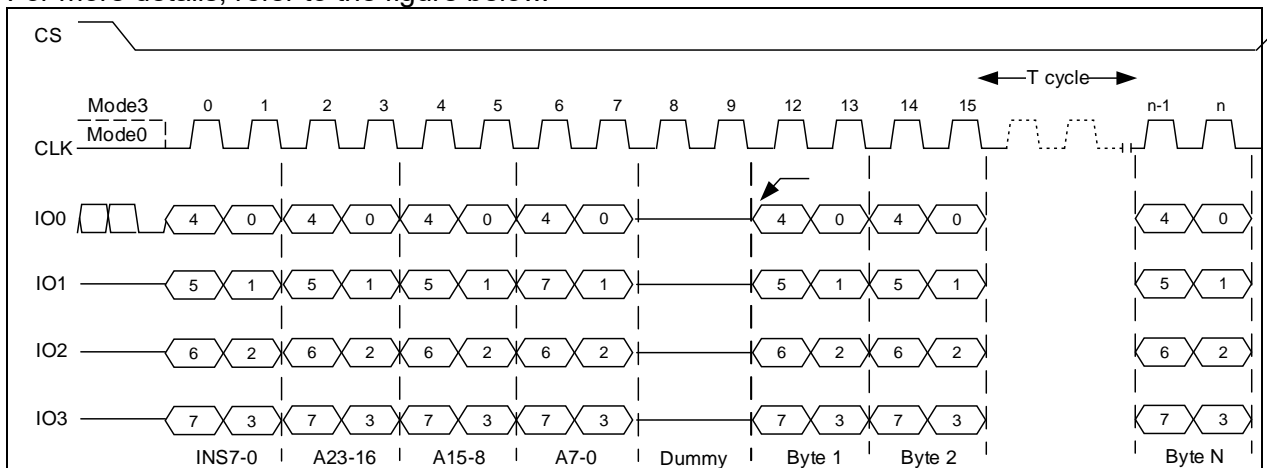 For more details, refer to the figure below.
CS
T cycle
Mode3 0 1 2 3 4 5 6 7 8 9 12 13 14 15 n-1 n
Mode0
CLK
IO0 4 0 4 0 4 0 4 0 4 0 4 0 4 0
IO1 5 1 5 1 5 1 7 1 5 1 5 1 5 1
IO2 6 2 6 2 6 2 6 2 6 2 6 2 6 2
IO3 7 3 7 3 7 3 7 3 7 3 7 3 7 3
INS7-0 A23-16 A15-8 A7-0 Dummy Byte 1 Byte 2 Byte N